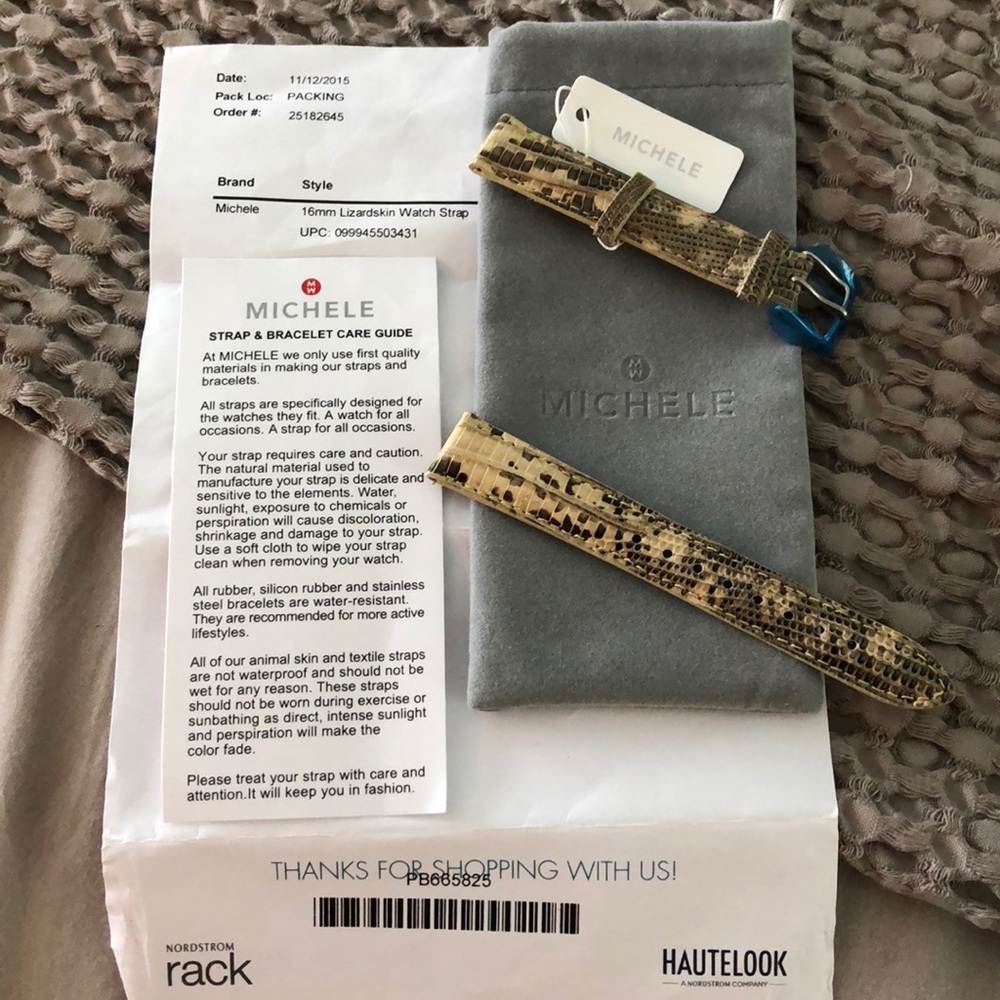 Date: 11/12/2015
Pack Loc: PACKING
Order #: 25182645
Brand Style
Michele 16mm Lizardskin Watch Strap
UPC: 099945503431
MICHELE
MW
MICHELE
STRAP & BRACELET CARE GUIDE
At MICHELE we only use first quality
materials in making our straps and
bracelets.
All straps are specifically designed for
the watches they fit. A watch for all
occasions. A strap for all occasions.
Your strap requires care and caution.
The natural material used to
manufacture your strap is delicate and
sensitive to the elements. Water,
sunlight, exposure to chemicals or
perspiration will cause discoloration,
shrinkage and damage to your strap.
Use a soft cloth to wipe your strap
clean when removing your watch.
All rubber, silicon rubber and stainless
steel bracelets are water-resistant.
They are recommended for more active
lifestyles.
All of our animal skin and textile straps
are not waterproof and should not be
wet for any reason. These straps
should not be worn during exercise or
sunbathing as direct, intense sunlight
and perspiration will make the
color fade.
Please treat your strap with care and
attention.It will keep you in fashion.
MW
MICHELE
THANKS FOR SHOPPING WITH US!
PB665825
NORDSTROM
rack
HAUTELOOK
A NORDSTROM COMPANY